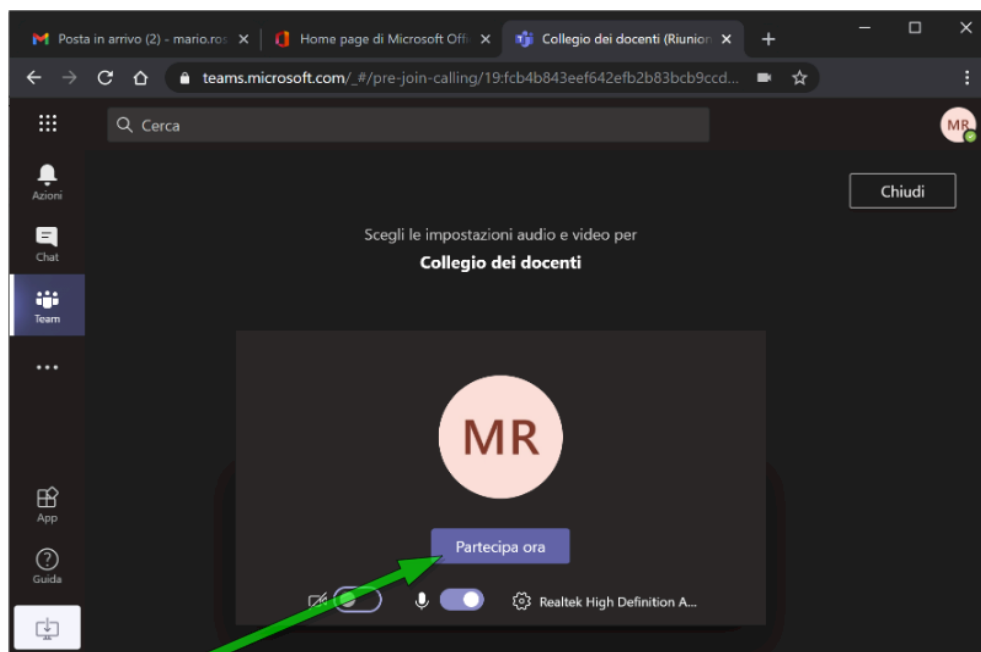 Posta in arrivo (2) - mario.ros
Home page di Microsoft Offi
Collegio dei docenti (Riunion
teams.microsoft.com/_#/pre-join-calling/19:fcb4b843eef642efb2b83bcb9ccd...
Cerca
MR
Azioni
Chiudi
Chat
Scegli le impostazioni audio e video per
Collegio dei docenti
Team
MR
App
Partecipa ora
Guida
Realtek High Definition A...